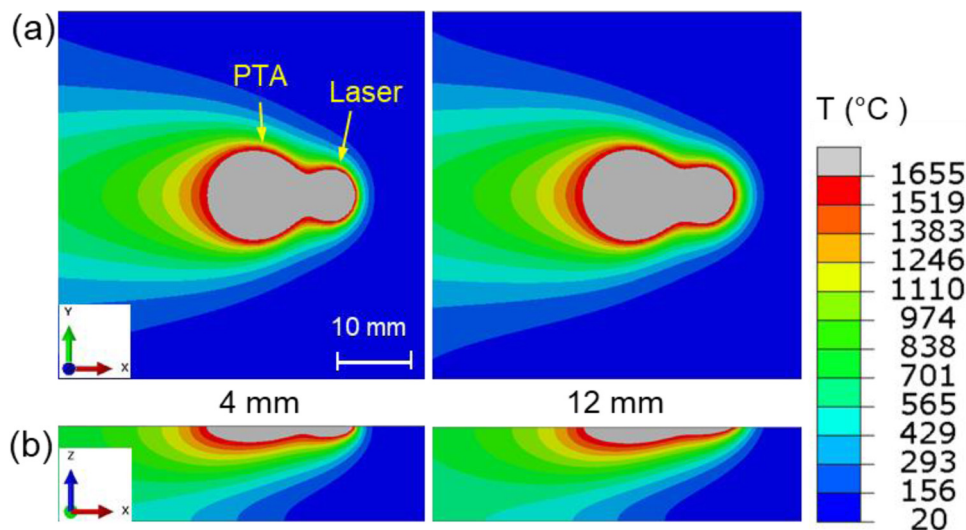 (a)
PTA
Laser
T (°C )
1655
1519
1383
1246
1110
974
838
701
565
429
293
156
20
Y
X
10 mm
4 mm
12 mm
(b)
Z
X